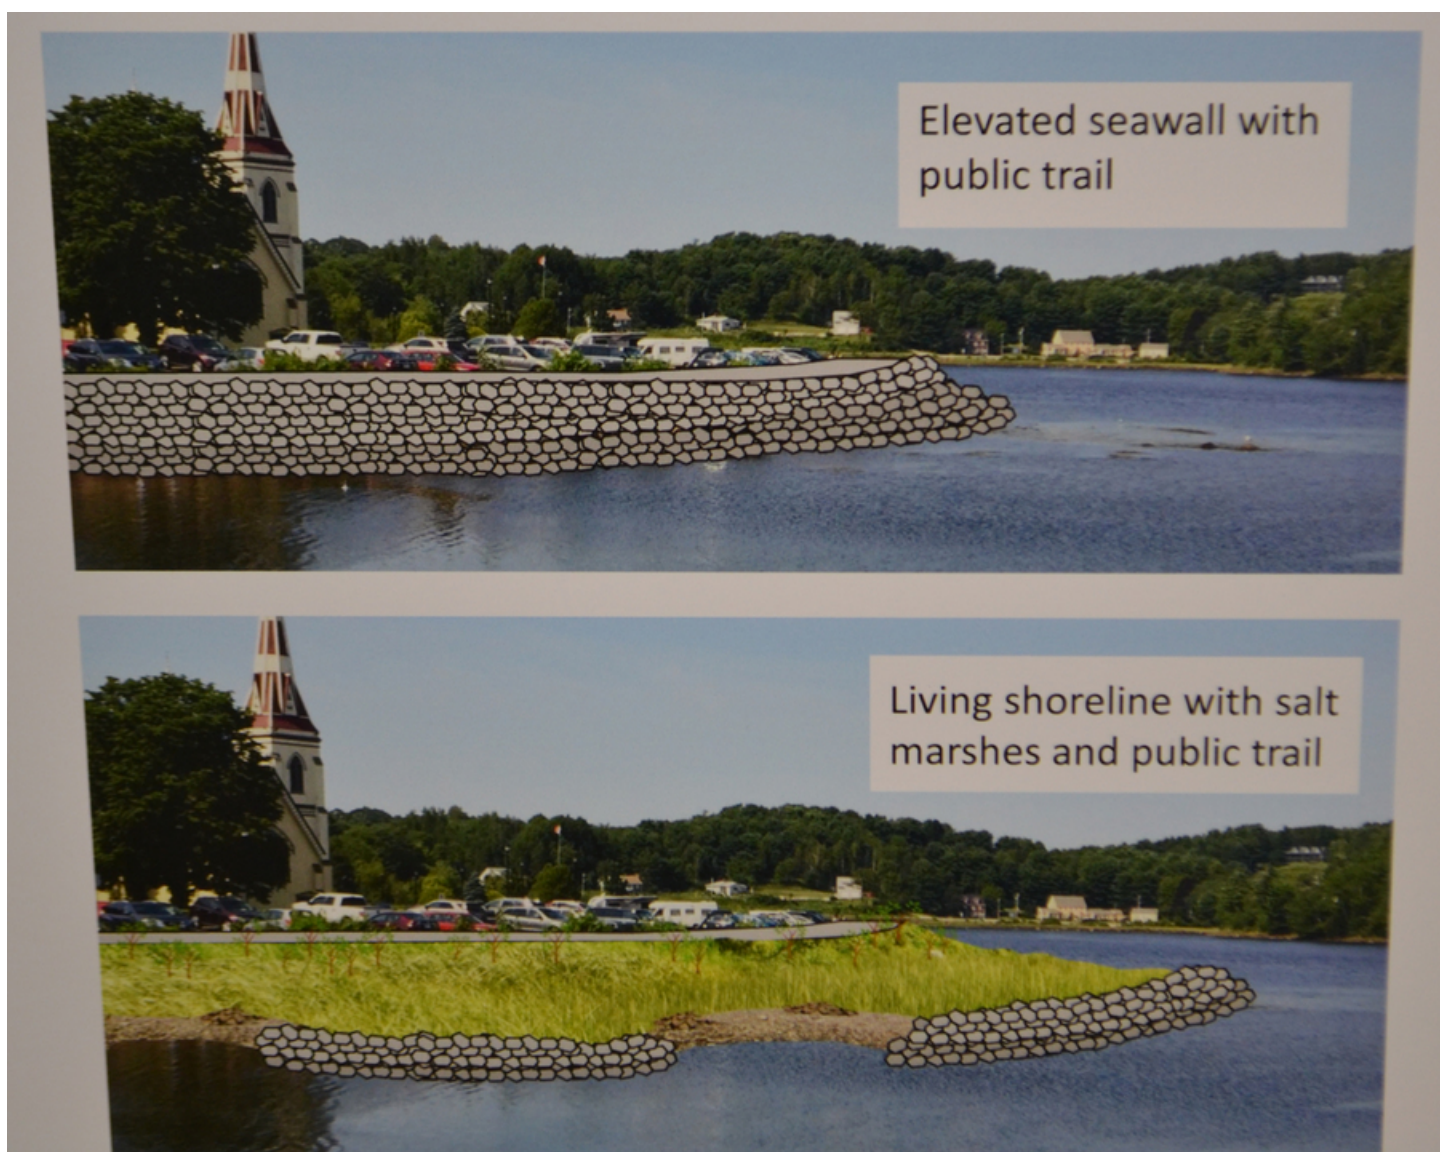 Elevated seawall with
public trail
Living shoreline with salt
marshes and public trail